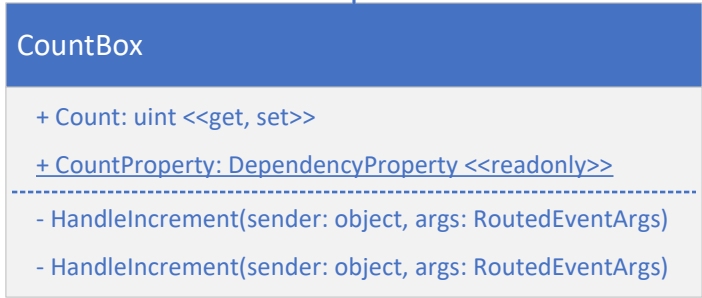 CountBox
+ Count: uint <<get, set>>
+ CountProperty: DependencyProperty <<readonly>>
- HandleIncrement(sender: object, args: RoutedEventArgs)
- HandleIncrement(sender: object, args: RoutedEventArgs)